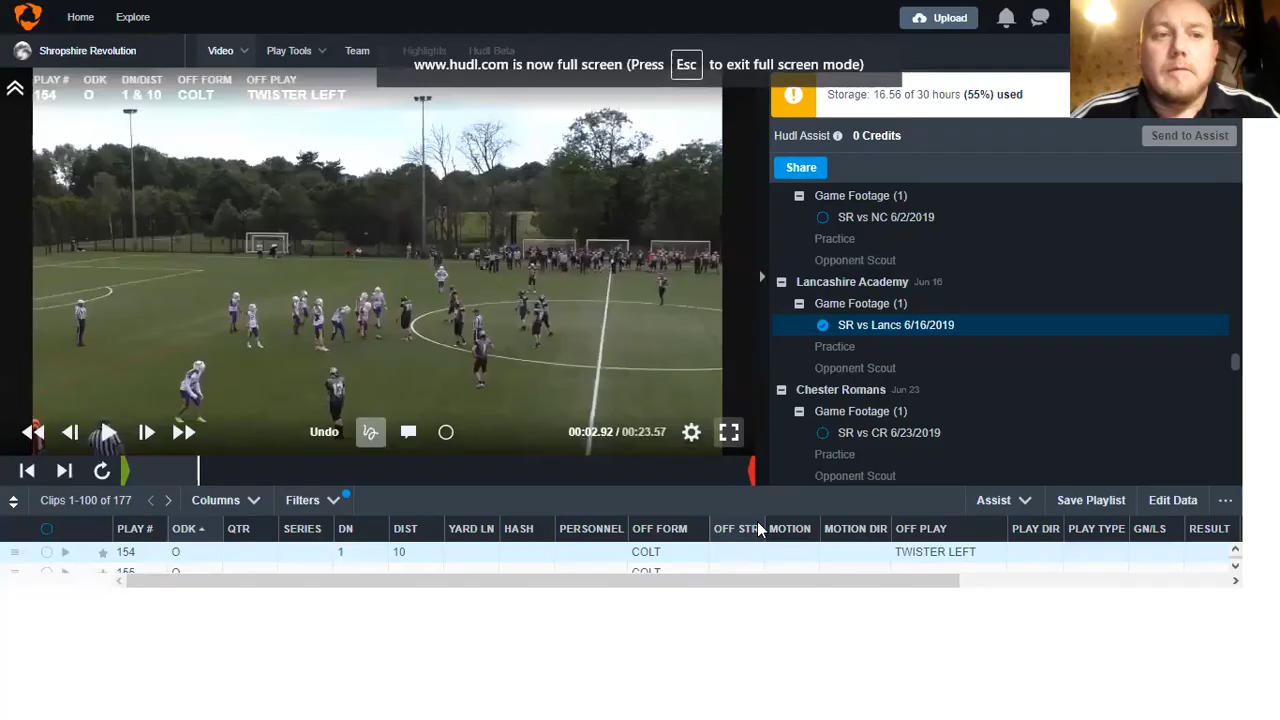 Home Explore Upload
Shropshire Revolution Video Play Tools Team Highlights Hudl Beta
www.hudl.com is now full screen (Press Esc to exit full screen mode)
PLAY # ODK DN/DIST OFF FORM OFF PLAY
154 O 1 & 10 COLT TWISTER LEFT
Storage: 16.56 of 30 hours (55%) used
Hudl Assist 0 Credits Send to Assist
Share
Game Footage (1)
SR vs NC 6/2/2019
Practice
Opponent Scout
Lancashire Academy Jun 16
Game Footage (1)
SR vs Lancs 6/16/2019
Practice
Opponent Scout
Chester Romans Jun 23
Game Footage (1)
SR vs CR 6/23/2019
Practice
Opponent Scout
Undo 00:02.92 / 00:23.57
Clips 1-100 of 177 Columns Filters Assist Save Playlist Edit Data
PLAY # ODK QTR SERIES DN DIST YARD LN HASH PERSONNEL OFF FORM OFF STR MOTION MOTION DIR OFF PLAY PLAY DIR PLAY TYPE GN/LS RESULT
154 O 1 10 COLT TWISTER LEFT
155 O COLT